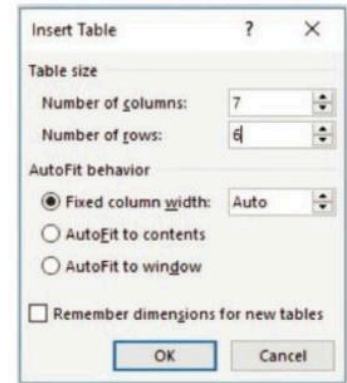 Insert Table ? ×
Table size
Number of columns: 7
Number of rows: 6
AutoFit behavior
Fixed column width: Auto
AutoFit to contents
AutoFit to window
Remember dimensions for new tables
OK Cancel